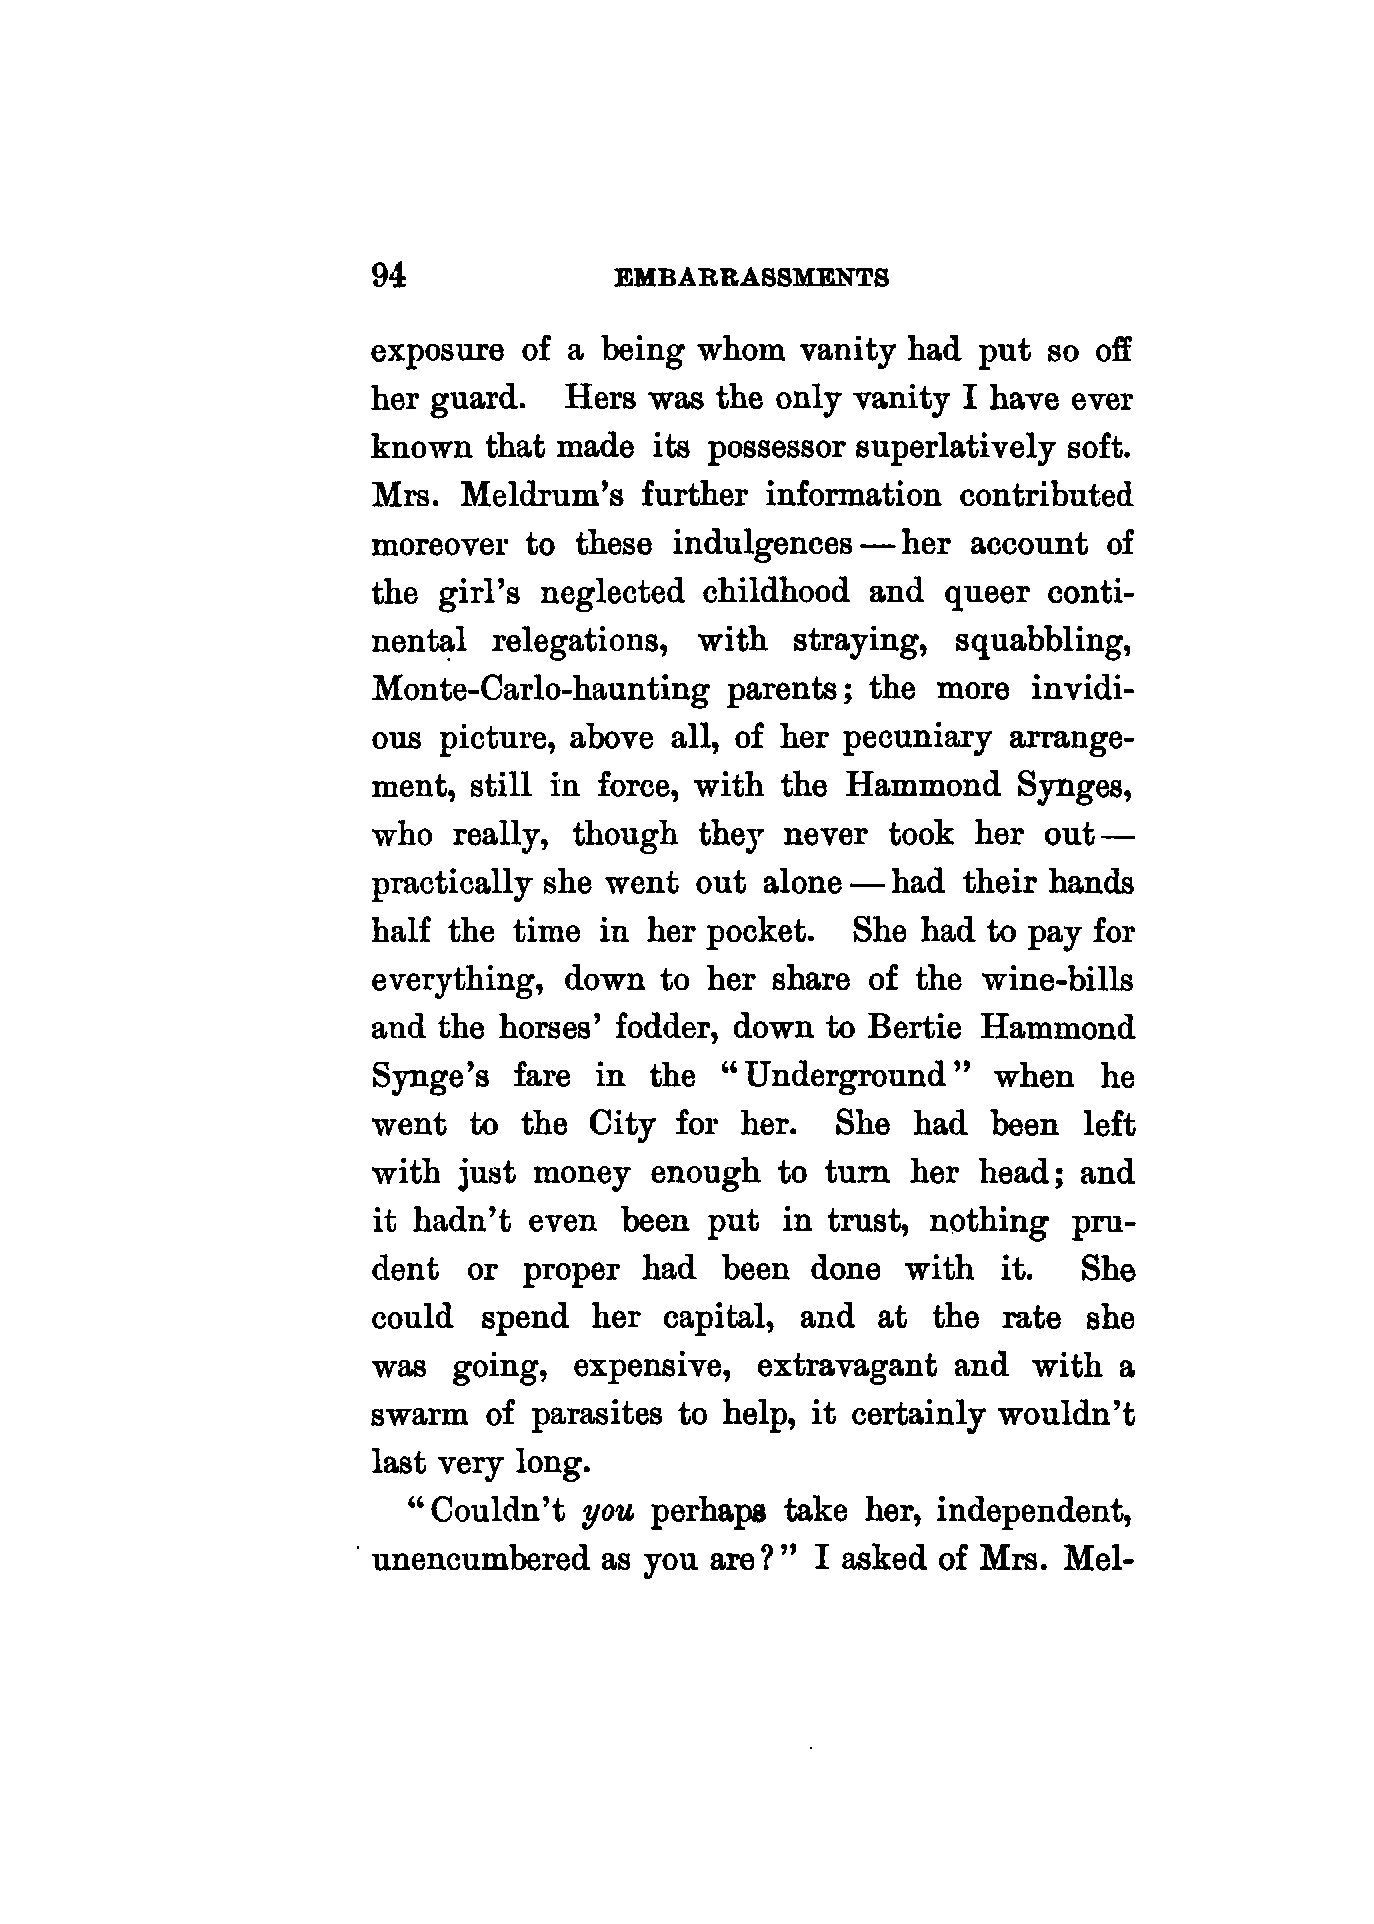 94 EMBARRASSMENTS
exposure of a being whom vanity had put so off
her guard. Hers was the only vanity I have ever
known that made its possessor superlatively soft.
Mrs. Meldrum's further information contributed
moreover to these indulgences — her account of
the girl's neglected childhood and queer conti-
nental relegations, with straying, squabbling,
Monte-Carlo-haunting parents; the more invidi-
ous picture, above all, of her pecuniary arrange-
ment, still in force, with the Hammond Synges,
who really, though they never took her out—
practically she went out alone — had their hands
half the time in her pocket. She had to pay for
everything, down to her share of the wine-bills
and the horses' fodder, down to Bertie Hammond
Synge's fare in the "Underground" when he
went to the City for her. She had been left
with just money enough to turn her head; and
it hadn't even been put in trust, nothing pru-
dent or proper had been done with it. She
could spend her capital, and at the rate she
was going, expensive, extravagant and with a
swarm of parasites to help, it certainly wouldn't
last very long.
"Couldn't you perhaps take her, independent,
unencumbered as you are?" I asked of Mrs. Mel-